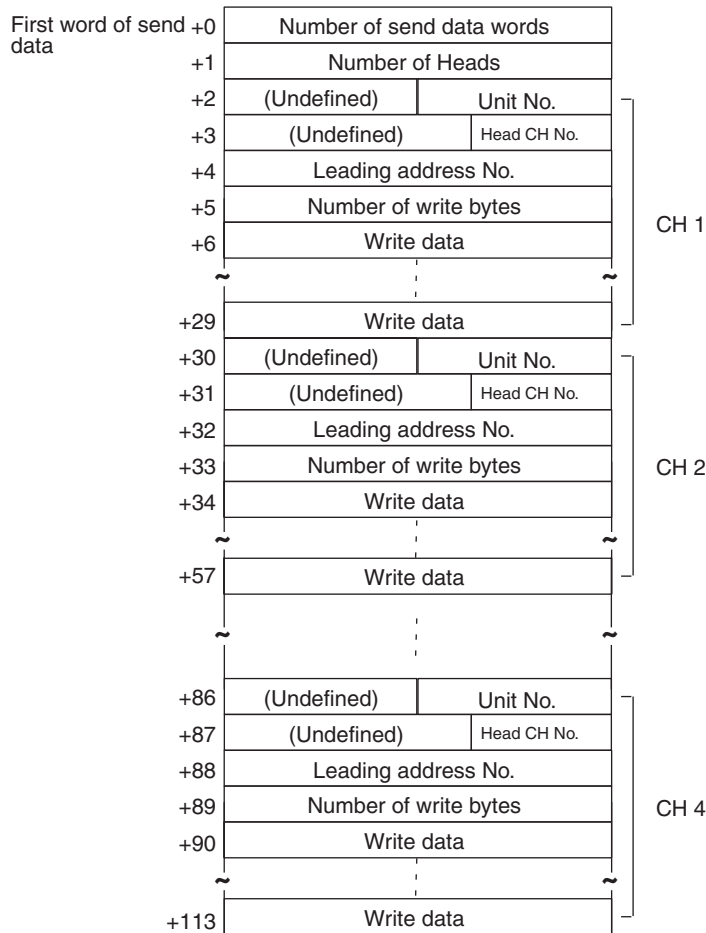 First word of send data +0 Number of send data words
+1 Number of Heads
+2 (Undefined) Unit No.
+3 (Undefined) Head CH No.
+4 Leading address No.
+5 Number of write bytes
CH 1
+6 Write data
+29 Write data
+30 (Undefined) Unit No.
+31 (Undefined) Head CH No.
+32 Leading address No.
+33 Number of write bytes
CH 2
+34 Write data
+57 Write data
+86 (Undefined) Unit No.
+87 (Undefined) Head CH No.
+88 Leading address No.
+89 Number of write bytes
CH 4
+90 Write data
+113 Write data